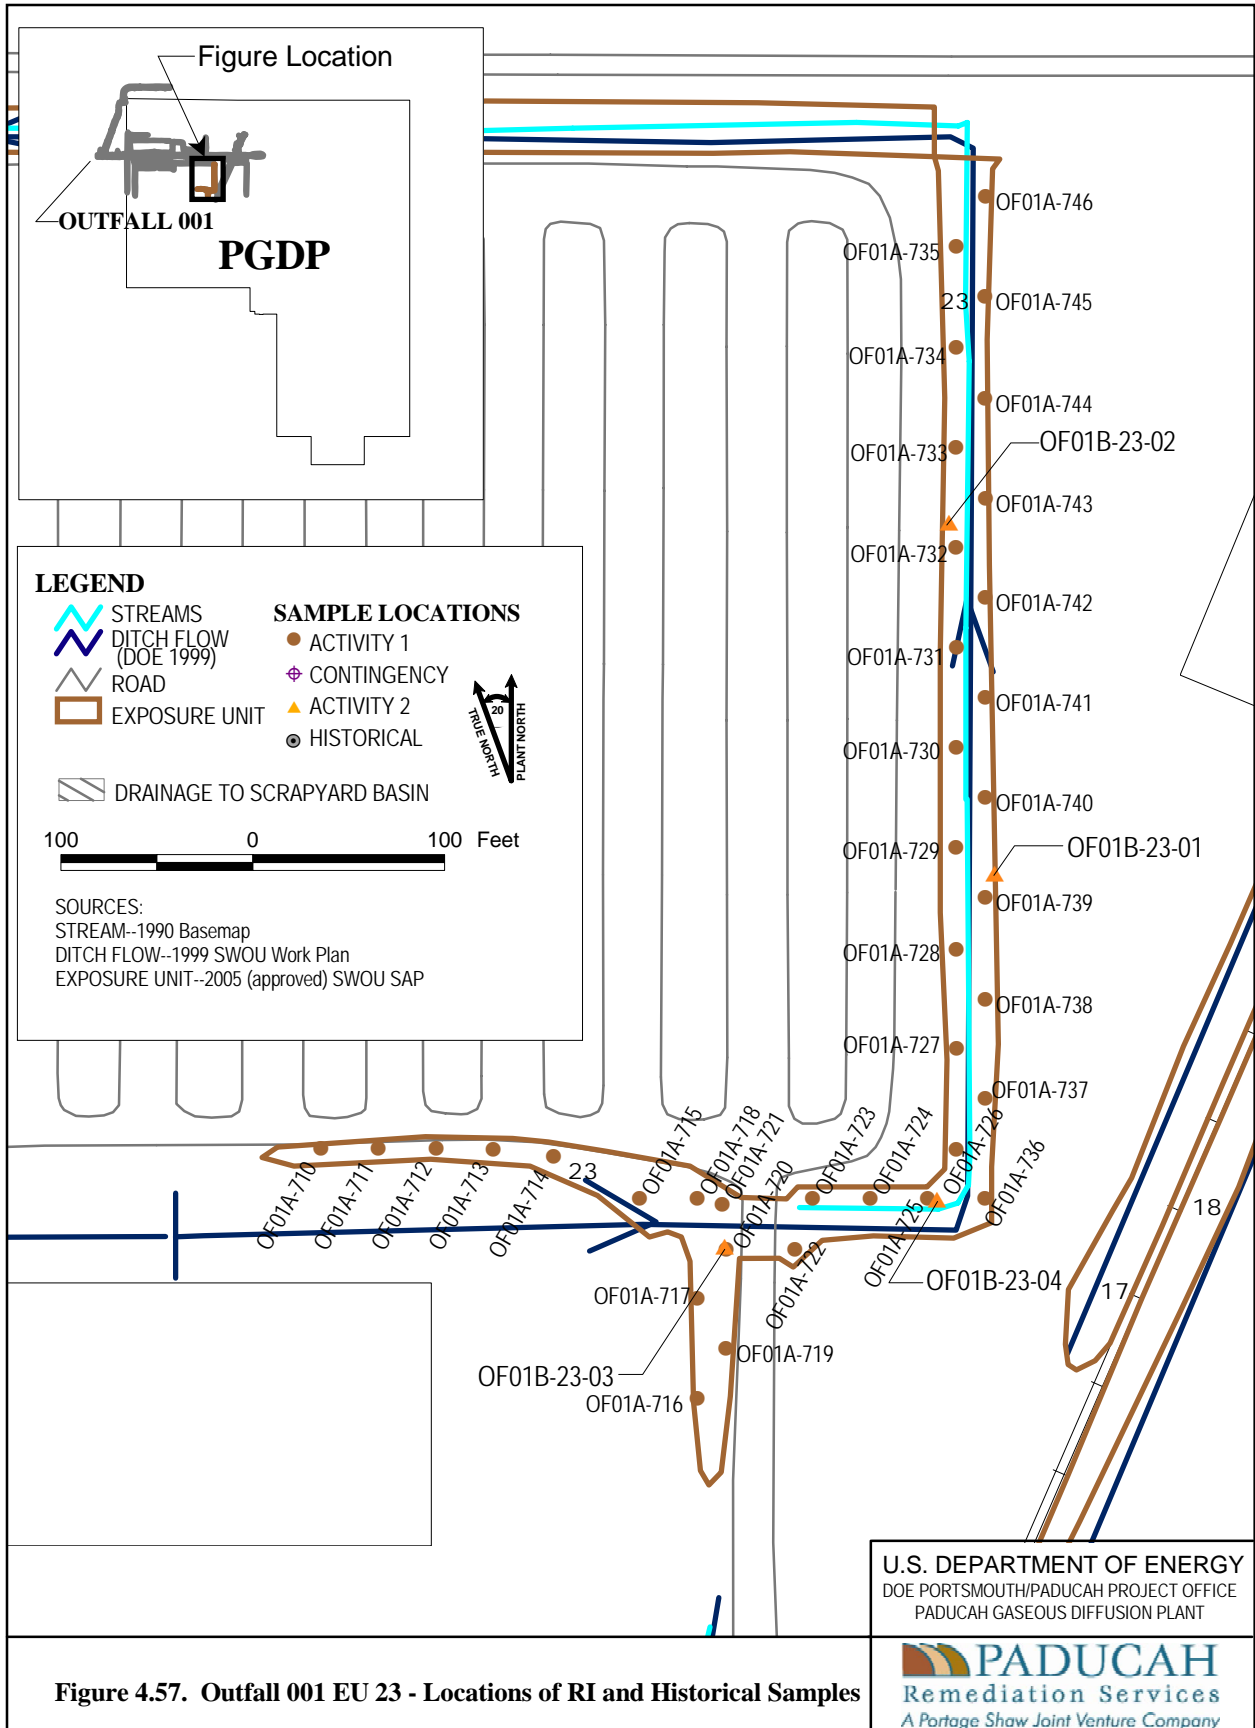 Figure Location
OUTFALL 001
PGDP
OF01A-746
OF01A-735
23
OF01A-745
OF01A-734
OF01A-744
OF01A-733
OF01B-23-02
OF01A-743
OF01A-732
OF01A-742
OF01A-731
OF01A-741
OF01A-730
OF01A-740
OF01A-729
OF01B-23-01
OF01A-739
OF01A-728
OF01A-738
OF01A-727
OF01A-737
LEGEND
STREAMS
DITCH FLOW
(DOE 1999)
ROAD
EXPOSURE UNIT
SAMPLE LOCATIONS
ACTIVITY 1
CONTINGENCY
ACTIVITY 2
HISTORICAL
20
TRUE NORTH
PLANT NORTH
DRAINAGE TO SCRAPYARD BASIN
100 0 100 Feet
SOURCES:
STREAM--1990 Basemap
DITCH FLOW--1999 SWOU Work Plan
EXPOSURE UNIT--2005 (approved) SWOU SAP
OF01A-710
OF01A-711
OF01A-712
OF01A-713
OF01A-714
23
OF01A-715
OF01A-718
OF01A-721
OF01A-720
OF01A-722
OF01A-723
OF01A-724
OF01A-725
OF01A-726
OF01A-736
OF01B-23-04
OF01A-717
OF01A-719
OF01B-23-03
OF01A-716
18
17
U.S. DEPARTMENT OF ENERGY
DOE PORTSMOUTH/PADUCAH PROJECT OFFICE
PADUCAH GASEOUS DIFFUSION PLANT
Figure 4.57. Outfall 001 EU 23 - Locations of RI and Historical Samples
PADUCAH
Remediation Services
A Portage Shaw Joint Venture Company